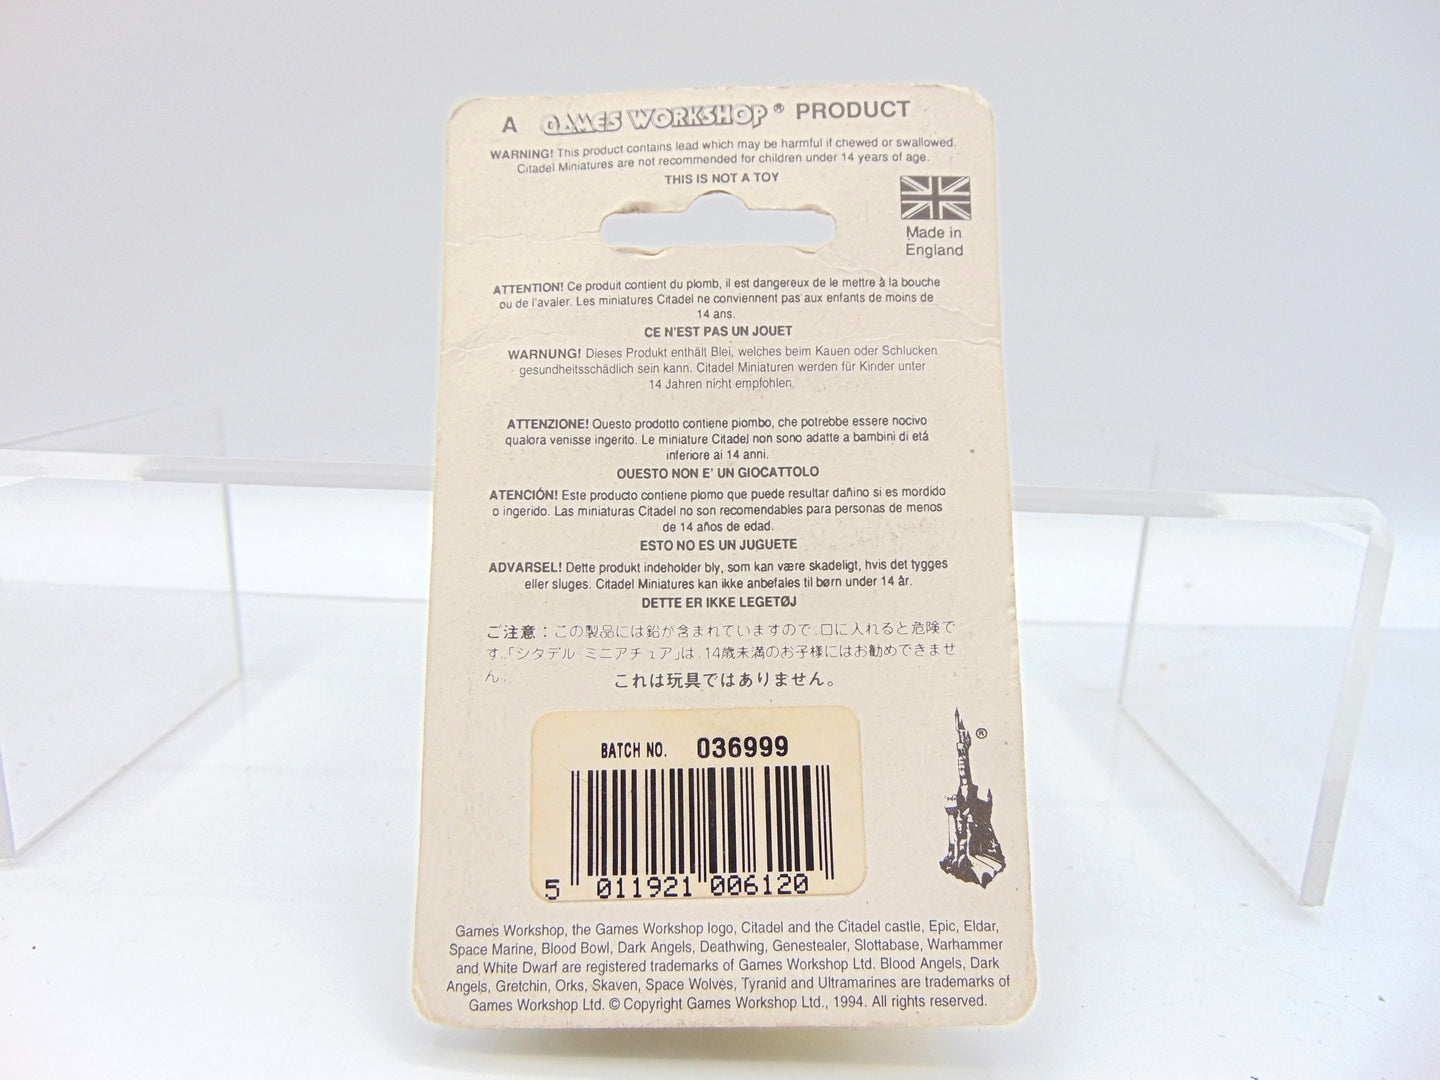 A GAMES WORKSHOP® PRODUCT
WARNING! This product contains lead which may be harmful if chewed or swallowed.
Citadel Miniatures are not recommended for children under 14 years of age.
THIS IS NOT A TOY
Made in
England
ATTENTION! Ce produit contient du plomb, il est dangereux de le mettre à la bouche
ou de l'avaler. Les miniatures Citadel ne conviennent pas aux enfants de moins de
14 ans.
CE N'EST PAS UN JOUET
WARNUNG! Dieses Produkt enthält Blei, welches beim Kauen oder Schlucken
gesundheitsschädlich sein kann. Citadel Miniaturen werden für Kinder unter
14 Jahren nicht empfohlen.
ATTENZIONE! Questo prodotto contiene piombo, che potrebbe essere nocivo
qualora venisse ingerito. Le miniature Citadel non sono adatte a bambini di etá
inferiore ai 14 anni.
QUESTO NON E' UN GIOCATTOLO
ATENCIÓN! Este producto contiene plomo que puede resultar dañino si es mordido
o ingerido. Las miniaturas Citadel no son recomendables para personas de menos
de 14 años de edad.
ESTO NO ES UN JUGUETE
ADVARSEL! Dette produkt indeholder bly, som kan være skadeligt, hvis det tygges
eller sluges. Citadel Miniatures kan ikke anbefales til børn under 14 år.
DETTE ER IKKE LEGETØJ
ご注意：この製品には鉛が含まれていますので、口に入れると危険で
す。「シタデル・ミニアチュア」は、14歳未満のお子様にはお勧めできませ
ん。
これは玩具ではありません。
BATCH NO. 036999
5 011921 006120
®
Games Workshop, the Games Workshop logo, Citadel and the Citadel castle, Epic, Eldar,
Space Marine, Blood Bowl, Dark Angels, Deathwing, Genestealer, Slottabase, Warhammer
and White Dwarf are registered trademarks of Games Workshop Ltd. Blood Angels, Dark
Angels, Gretchin, Orks, Skaven, Space Wolves, Tyranid and Ultramarines are trademarks of
Games Workshop Ltd. © Copyright Games Workshop Ltd., 1994. All rights reserved.